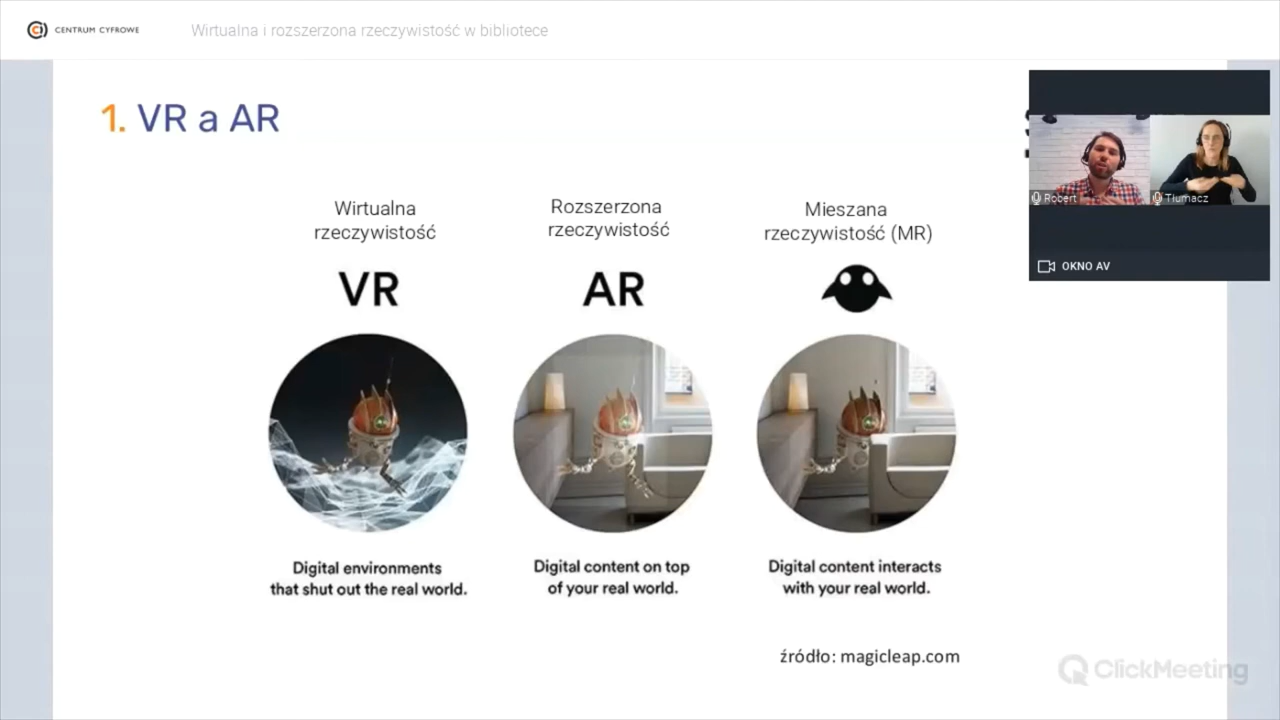 CENTRUM CYFROWE
Wirtualna i rozszerzona rzeczywistość w bibliotece
1. VR a AR
Wirtualna
rzeczywistość
VR
Digital environments
that shut out the real world.
Rozszerzona
rzeczywistość
AR
Digital content on top
of your real world.
Mieszana
rzeczywistość (MR)
Digital content interacts
with your real world.
źródło: magicleap.com
Robert
Tłumacz
OKNO AV
ClickMeeting